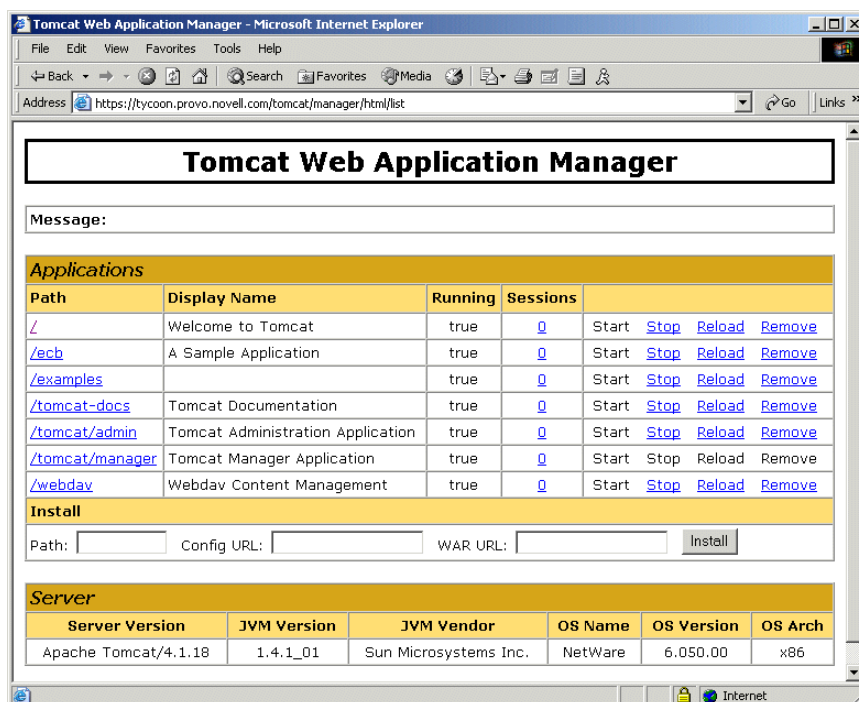 Tomcat Web Application Manager - Microsoft Internet Explorer
File Edit View Favorites Tools Help
Back Search Favorites Media
Address https://tycoon.provo.novell.com/tomcat/manager/html/list Go Links »
Tomcat Web Application Manager
Message:
Applications
Path Display Name Running Sessions
/ Welcome to Tomcat true 0 Start Stop Reload Remove
/ecb A Sample Application true 0 Start Stop Reload Remove
/examples true 0 Start Stop Reload Remove
/tomcat-docs Tomcat Documentation true 0 Start Stop Reload Remove
/tomcat/admin Tomcat Administration Application true 0 Start Stop Reload Remove
/tomcat/manager Tomcat Manager Application true 0 Start Stop Reload Remove
/webdav Webdav Content Management true 0 Start Stop Reload Remove
Install
Path: Config URL: WAR URL: Install
Server
Server Version JVM Version JVM Vendor OS Name OS Version OS Arch
Apache Tomcat/4.1.18 1.4.1_01 Sun Microsystems Inc. NetWare 6.050.00 x86
Internet